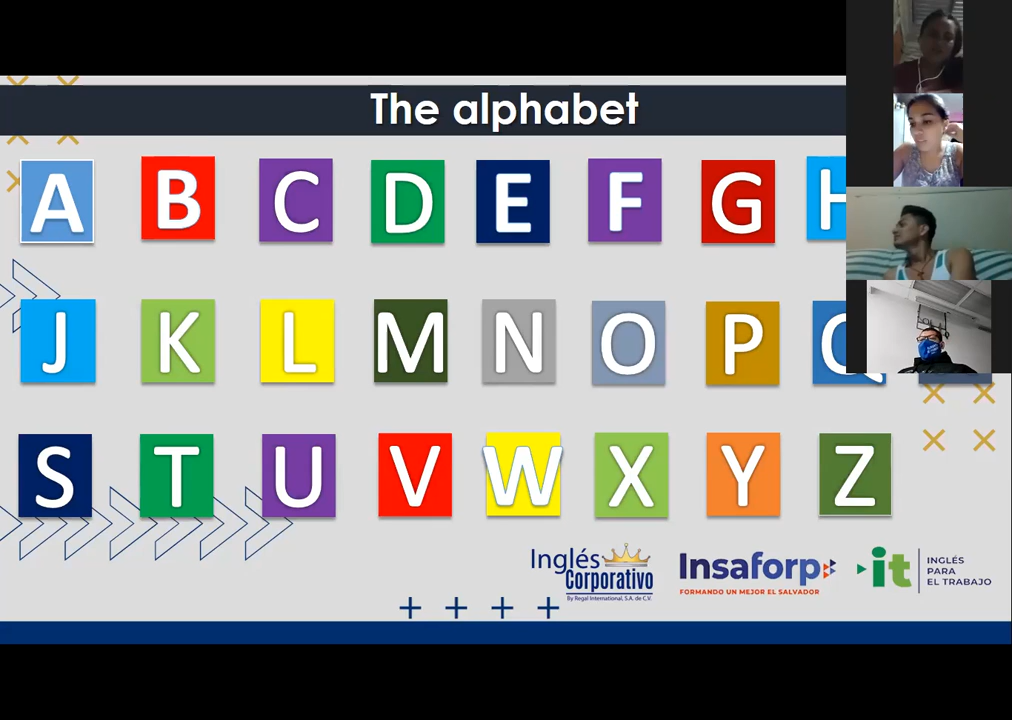 The alphabet
A B C D E F G H
J K L M N O P Q
S T U V W X Y Z
Inglés
Corporativo
By Regal International, S.A. de C.V.
Insaforp
FORMANDO UN MEJOR EL SALVADOR
it
INGLÉS
PARA
EL TRABAJO